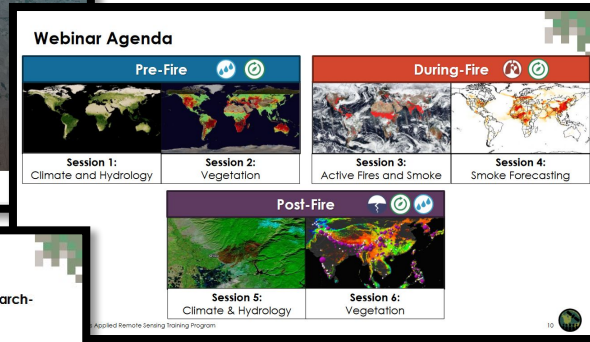 Webinar Agenda
Pre-Fire
During-Fire
Session 1:
Climate and Hydrology
Session 2:
Vegetation
Session 3:
Active Fires and Smoke
Session 4:
Smoke Forecasting
Post-Fire
Session 5:
Climate & Hydrology
Session 6:
Vegetation
arch-
Applied Remote Sensing Training Program
10